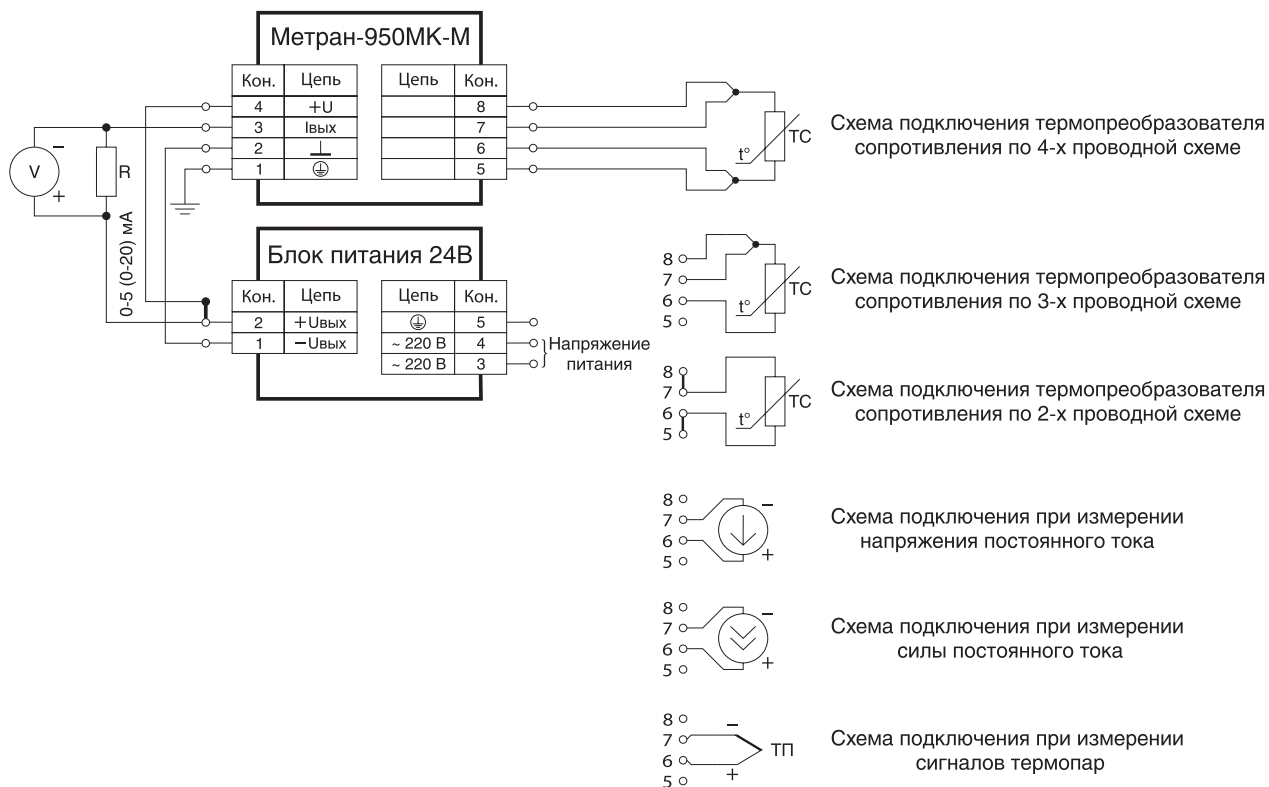 Метран-950МК-М
Кон. Цепь Цепь Кон.
4 +U 8
3 Iвых 7
2 6
1 5
V
−
+
R
0-5 (0-20) мА
t° ТС
Схема подключения термопреобразователя
сопротивления по 4-х проводной схеме
Блок питания 24В
Кон. Цепь Цепь Кон.
2 +Uвых 5
1 −Uвых ~ 220 В 4
~ 220 В 3
Напряжение
питания
8
7
6
5
t° ТС
Схема подключения термопреобразователя
сопротивления по 3-х проводной схеме
8
7
6
5
t° ТС
Схема подключения термопреобразователя
сопротивления по 2-х проводной схеме
8
7
6
5
−
+
Схема подключения при измерении
напряжения постоянного тока
8
7
6
5
−
+
Схема подключения при измерении
силы постоянного тока
8
7
6
5
−
+
ТП
Схема подключения при измерении
сигналов термопар